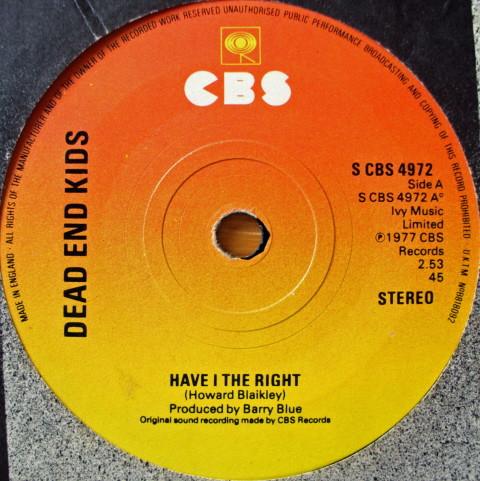 MADE IN ENGLAND · ALL RIGHTS OF THE MANUFACTURER AND OF THE OWNER OF THE RECORDED WORK RESERVED UNAUTHORISED PUBLIC PERFORMANCE BROADCASTING AND COPYING OF THIS RECORD PROHIBITED · U.K.T.M. Nº
CBS
DEAD END KIDS
S CBS 4972
Side A
S CBS 4972 Aº
Ivy Music
Limited
℗1977 CBS
Records
2.53
45
STEREO
HAVE I THE RIGHT
(Howard Blaikley)
Produced by Barry Blue
Original sound recording made by CBS Records